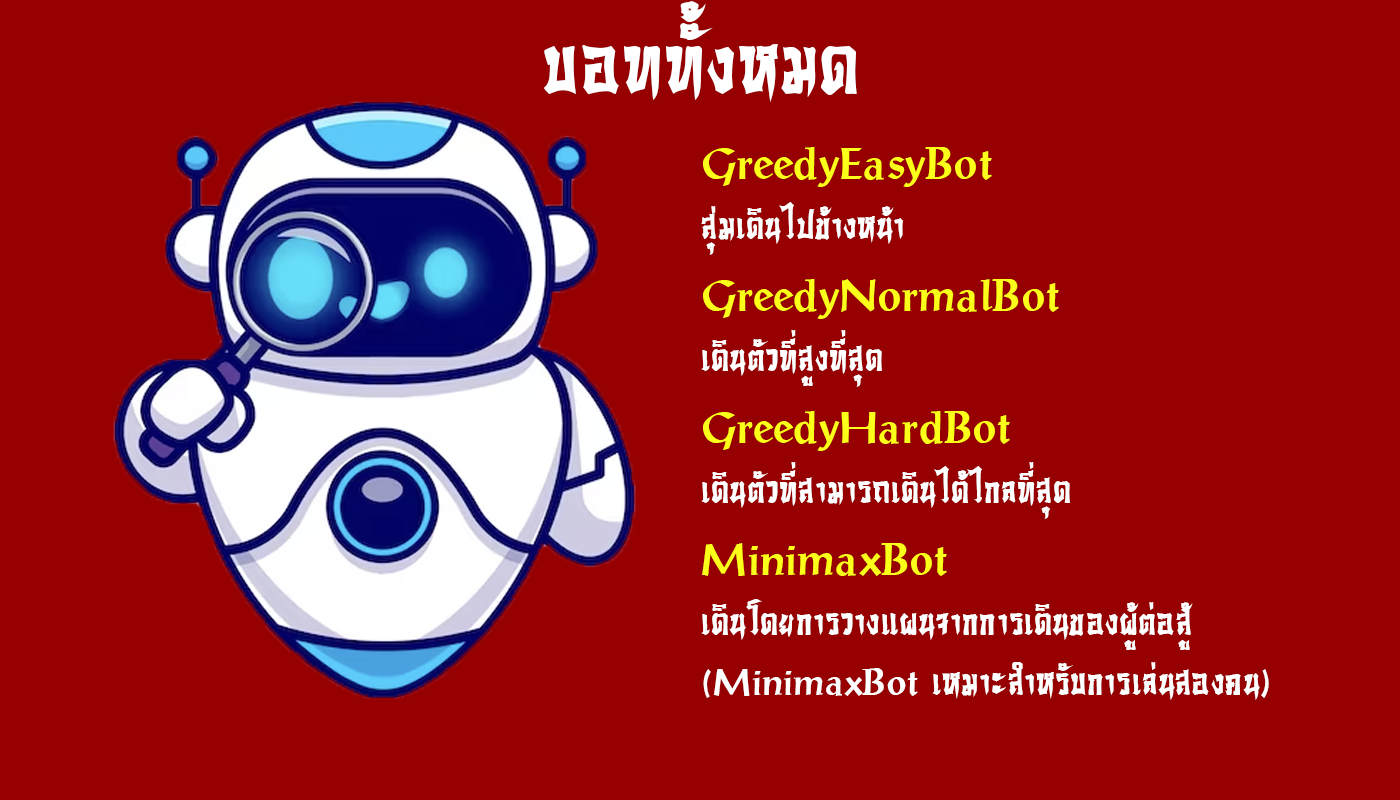 บอททั้งหมด
GreedyEasyBot
สุ่มเดินไปข้างหน้า
GreedyNormalBot
เดินตัวที่สูงที่สุด
GreedyHardBot
เดินตัวที่สามารถเดินได้ไกลที่สุด
MinimaxBot
เดินโดยการวางแผนจากการเดินของผู้ต่อสู้
(MinimaxBot เหมาะสำหรับการเล่นสองคน)